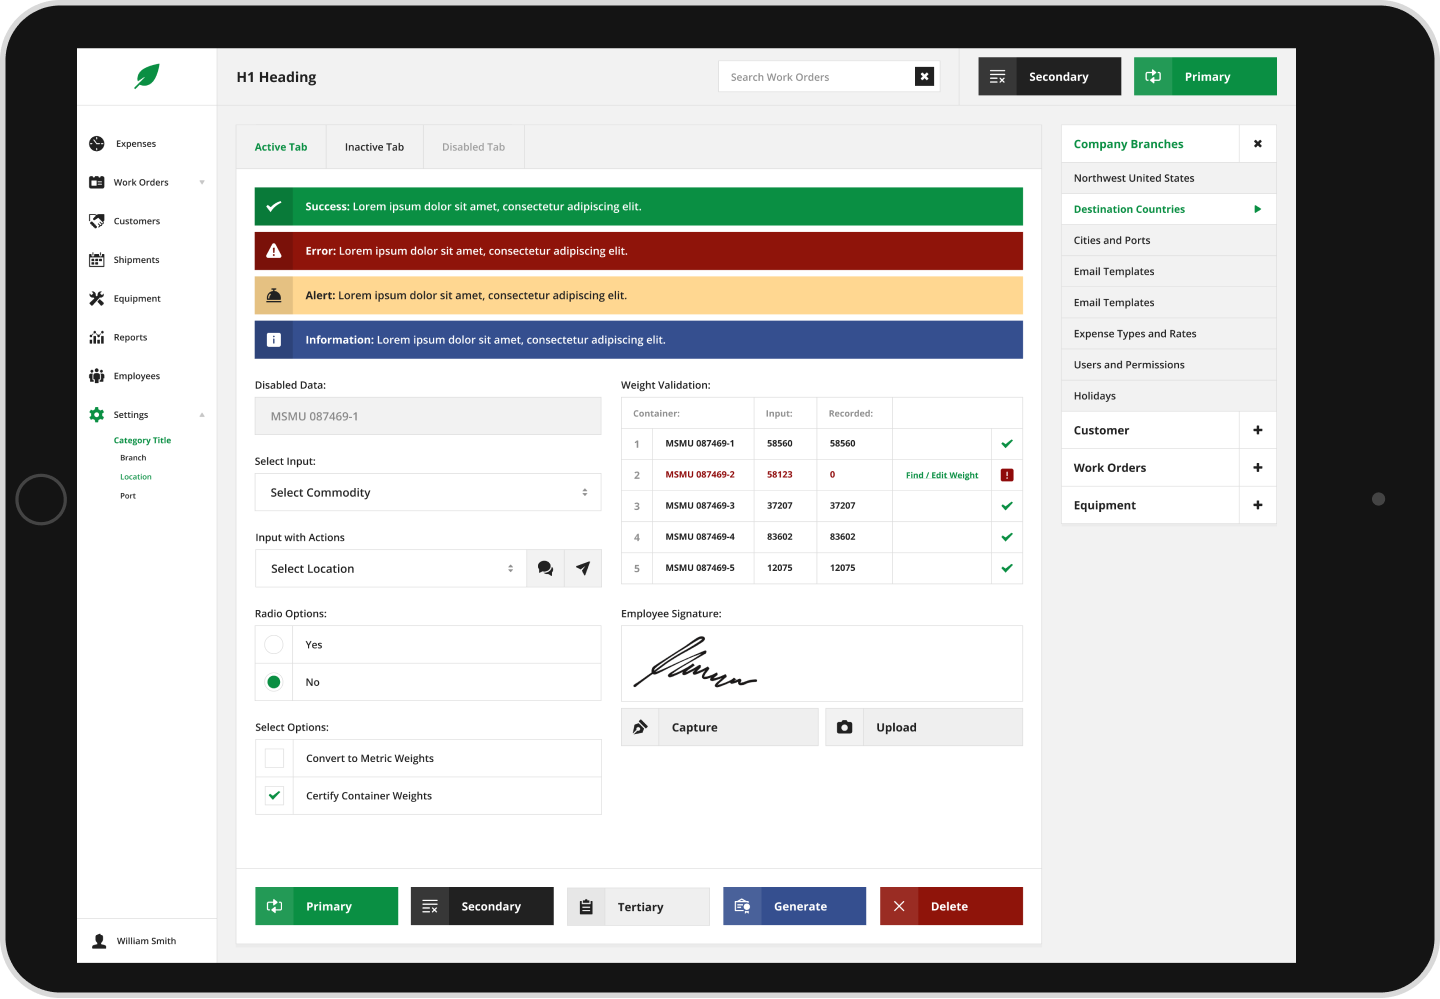 H1 Heading
Search Work Orders
Secondary
Primary
Expenses
Work Orders
Customers
Shipments
Equipment
Reports
Employees
Settings
Category Title
Branch
Location
Port
William Smith
Active Tab
Inactive Tab
Disabled Tab
Success: Lorem ipsum dolor sit amet, consectetur adipiscing elit.
Error: Lorem ipsum dolor sit amet, consectetur adipiscing elit.
Alert: Lorem ipsum dolor sit amet, consectetur adipiscing elit.
Information: Lorem ipsum dolor sit amet, consectetur adipiscing elit.
Disabled Data:
MSMU 087469-1
Select Input:
Select Commodity
Input with Actions
Select Location
Radio Options:
Yes
No
Select Options:
Convert to Metric Weights
Certify Container Weights
Weight Validation:
Container: Input: Recorded:
1 MSMU 087469-1 58560 58560
2 MSMU 087469-2 58123 0 Find / Edit Weight
3 MSMU 087469-3 37207 37207
4 MSMU 087469-4 83602 83602
5 MSMU 087469-5 12075 12075
Employee Signature:
Capture
Upload
Primary
Secondary
Tertiary
Generate
Delete
Company Branches
Northwest United States
Destination Countries
Cities and Ports
Email Templates
Email Templates
Expense Types and Rates
Users and Permissions
Holidays
Customer
Work Orders
Equipment